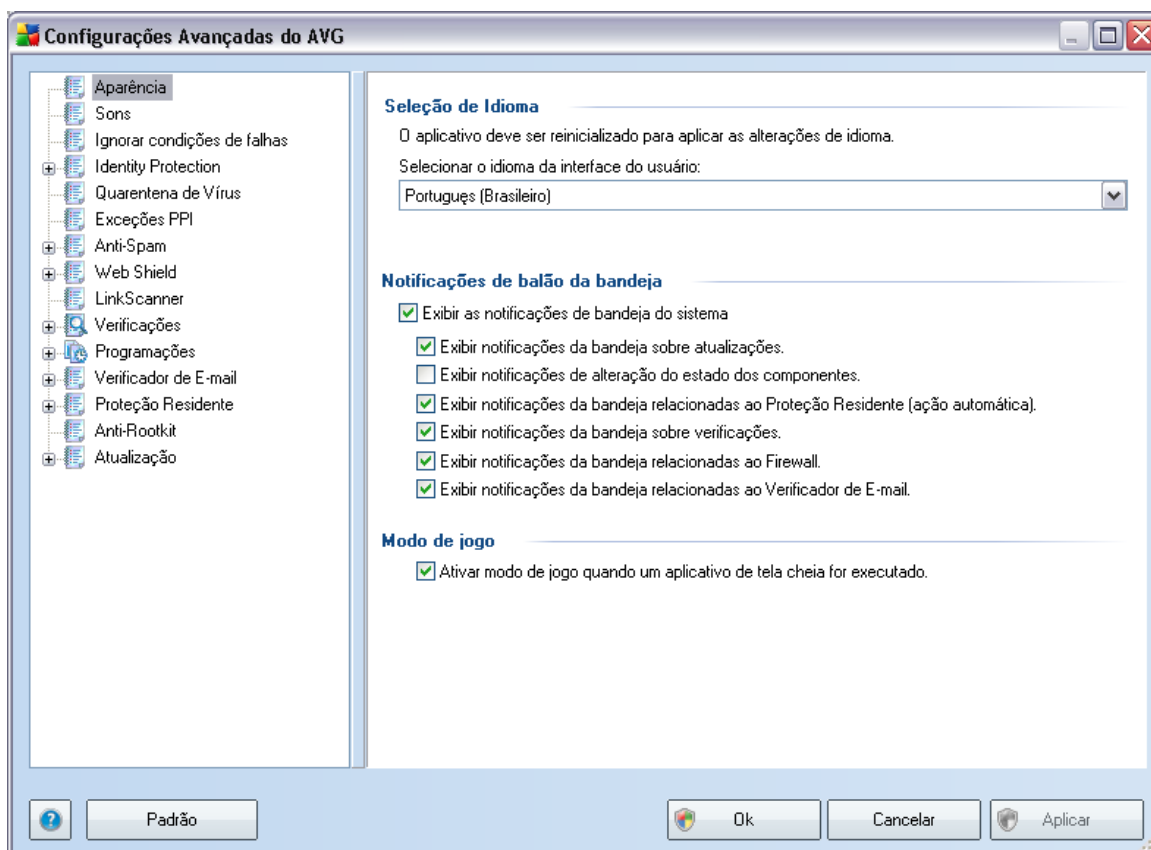 Configurações Avançadas do AVG
Aparência
Sons
Ignorar condições de falhas
Identity Protection
Quarentena de Vírus
Exceções PPI
Anti-Spam
Web Shield
LinkScanner
Verificações
Programações
Verificador de E-mail
Proteção Residente
Anti-Rootkit
Atualização
Seleção de Idioma
O aplicativo deve ser reinicializado para aplicar as alterações de idioma.
Selecionar o idioma da interface do usuário:
Portuguęs (Brasileiro)
Notificações de balão da bandeja
Exibir as notificações de bandeja do sistema
Exibir notificações da bandeja sobre atualizações.
Exibir notificações de alteração do estado dos componentes.
Exibir notificações da bandeja relacionadas ao Proteção Residente (ação automática).
Exibir notificações da bandeja sobre verificações.
Exibir notificações da bandeja relacionadas ao Firewall.
Exibir notificações da bandeja relacionadas ao Verificador de E-mail.
Modo de jogo
Ativar modo de jogo quando um aplicativo de tela cheia for executado.
?
Padrão
Ok
Cancelar
Aplicar